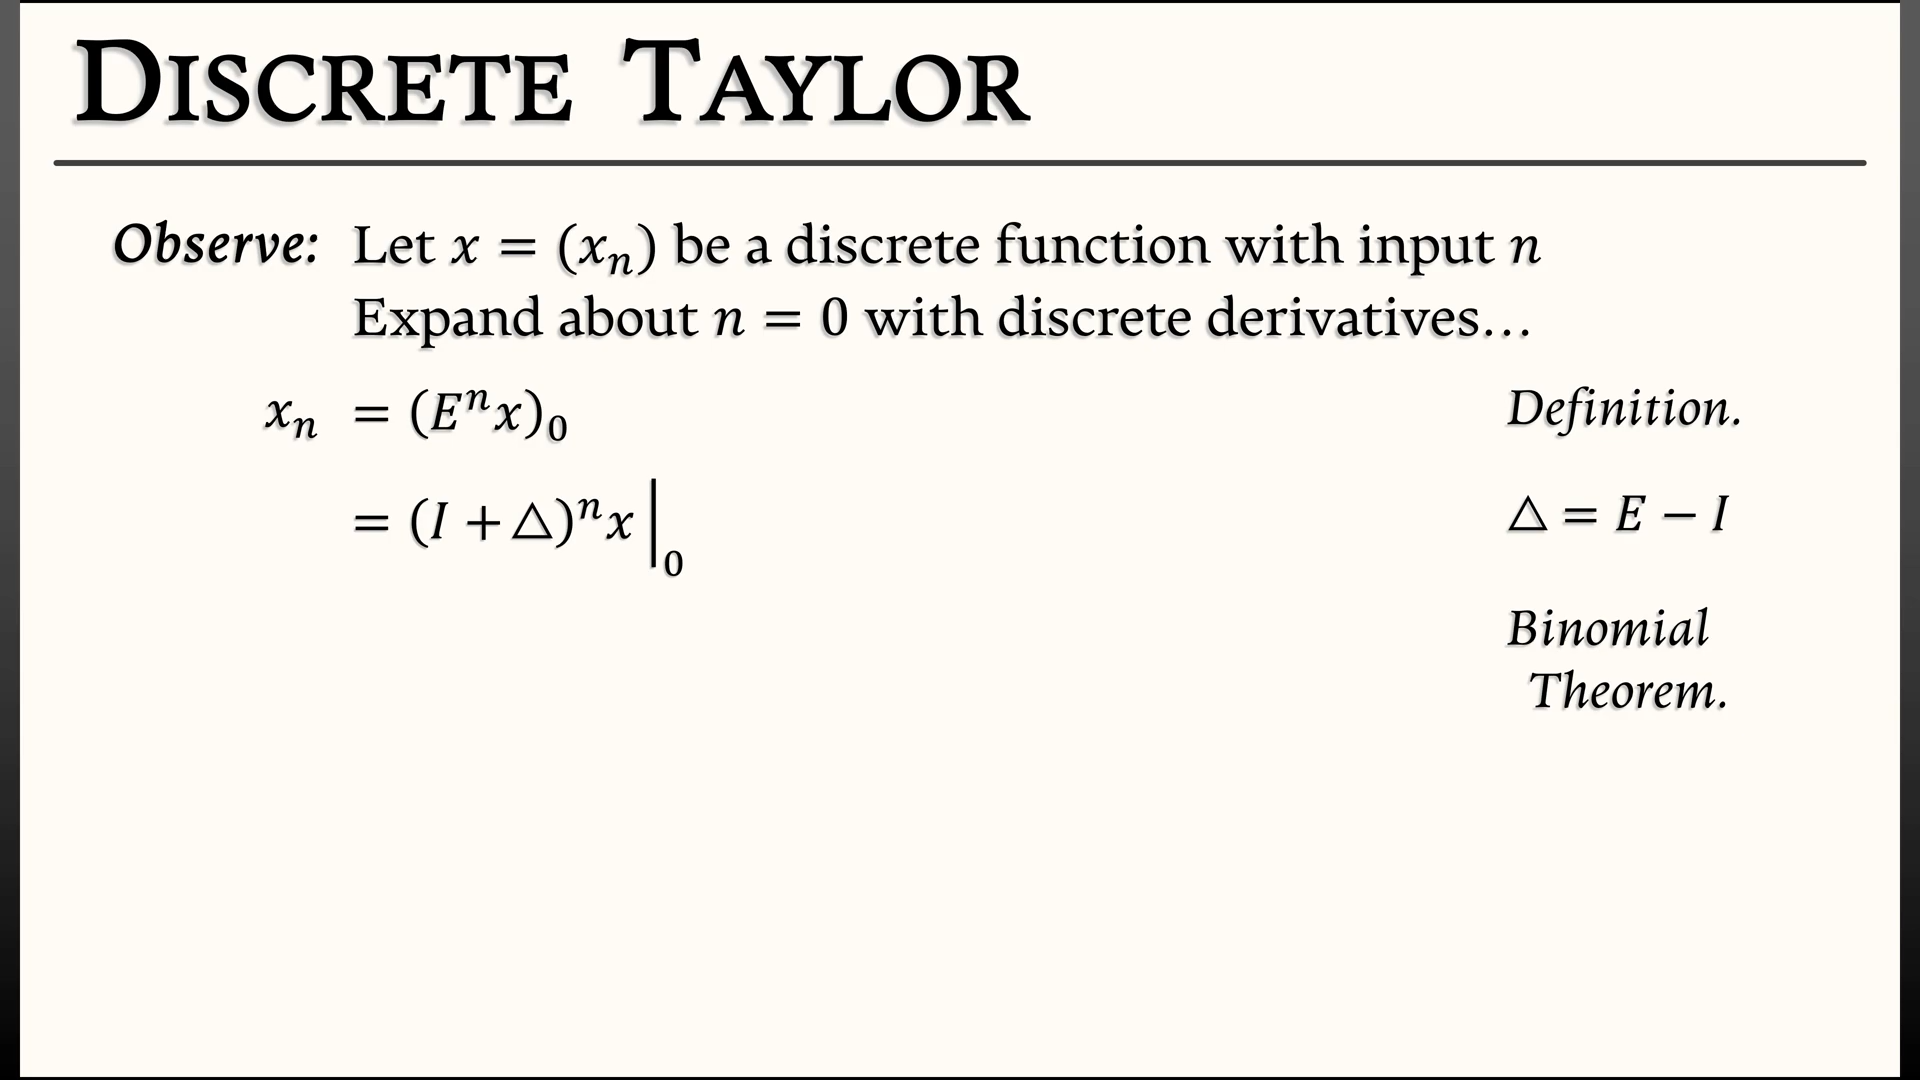 DISCRETE TAYLOR
Observe: Let x = (xₙ) be a discrete function with input n
Expand about n = 0 with discrete derivatives…
xₙ = (Eⁿx)₀ Definition.
= (I + △)ⁿx |₀ △ = E − I
Binomial
Theorem.